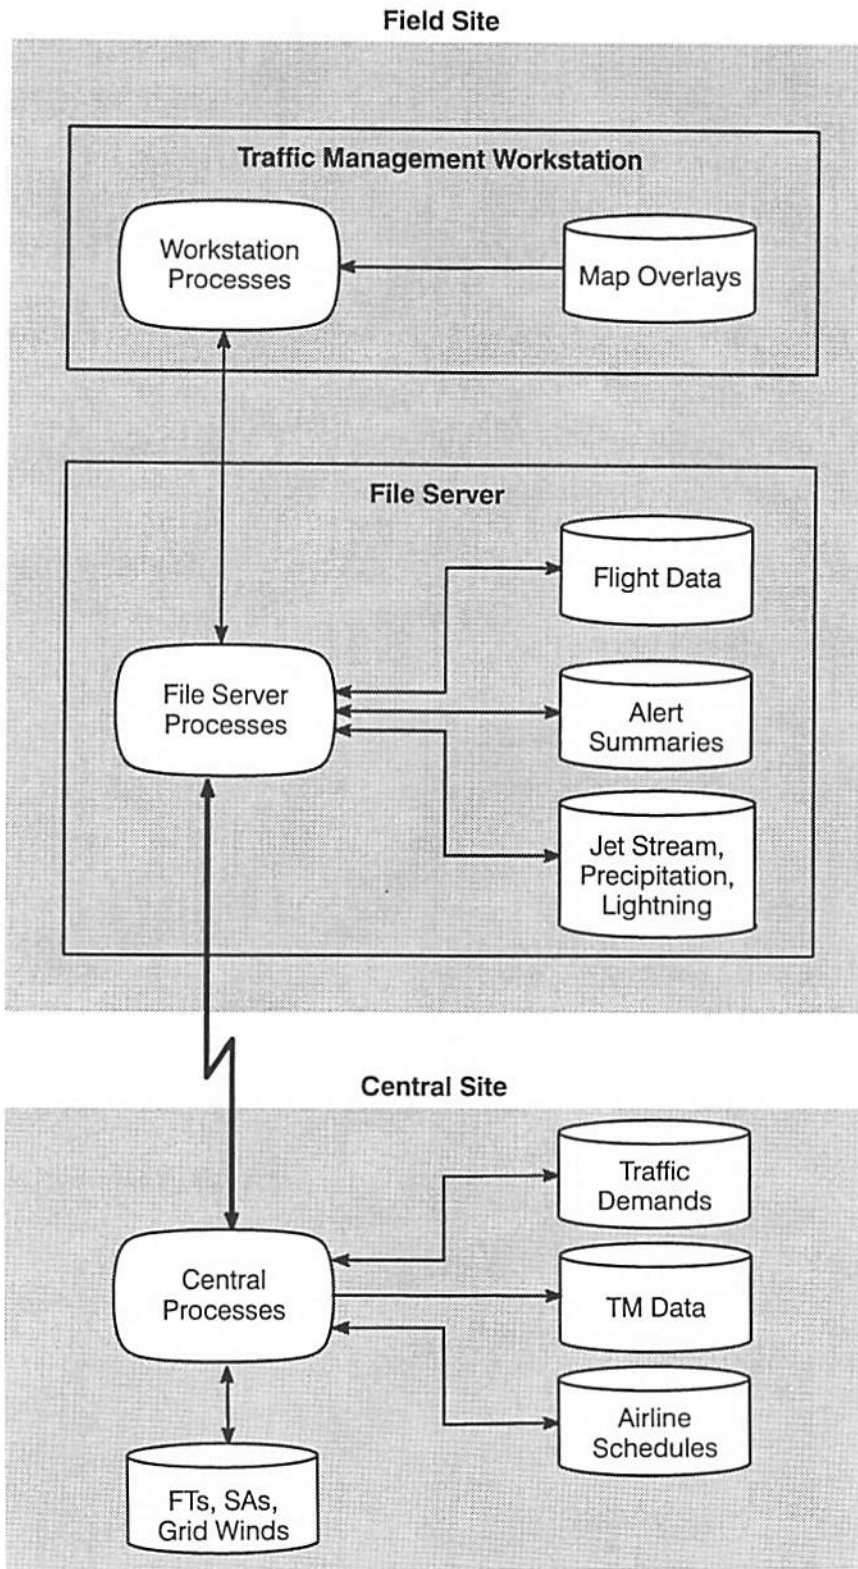 Field Site
Traffic Management Workstation
Workstation
Processes
Map Overlays
File Server
Flight Data
File Server
Processes
Alert
Summaries
Jet Stream,
Precipitation,
Lightning
Central Site
Traffic
Demands
Central
Processes
TM Data
Airline
Schedules
FTs, SAs,
Grid Winds